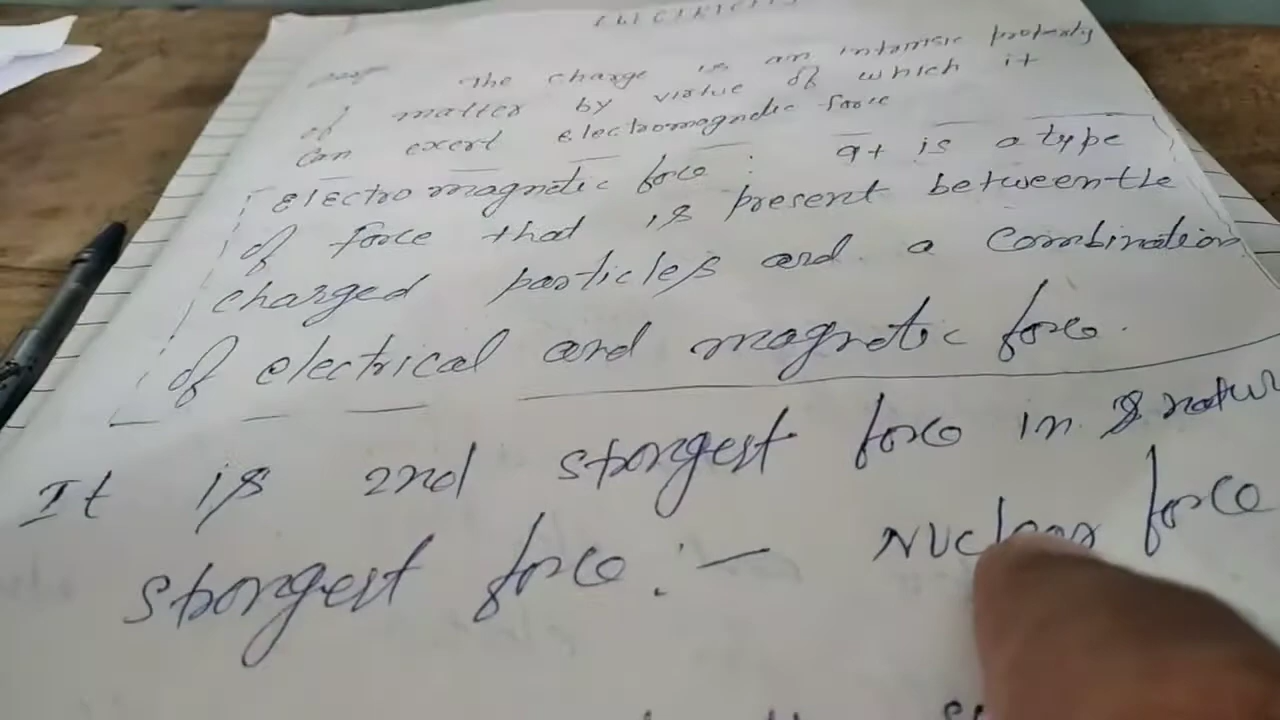 The charge is an intrinsic property
of matter by virtue of which it
can exert electromagnetic force
electromagnetic force : It is a type
of force that is present between the
charged particles and a combination
of electrical and magnetic force.
It is 2nd strongest force in natur
strongest force :- Nuclear force